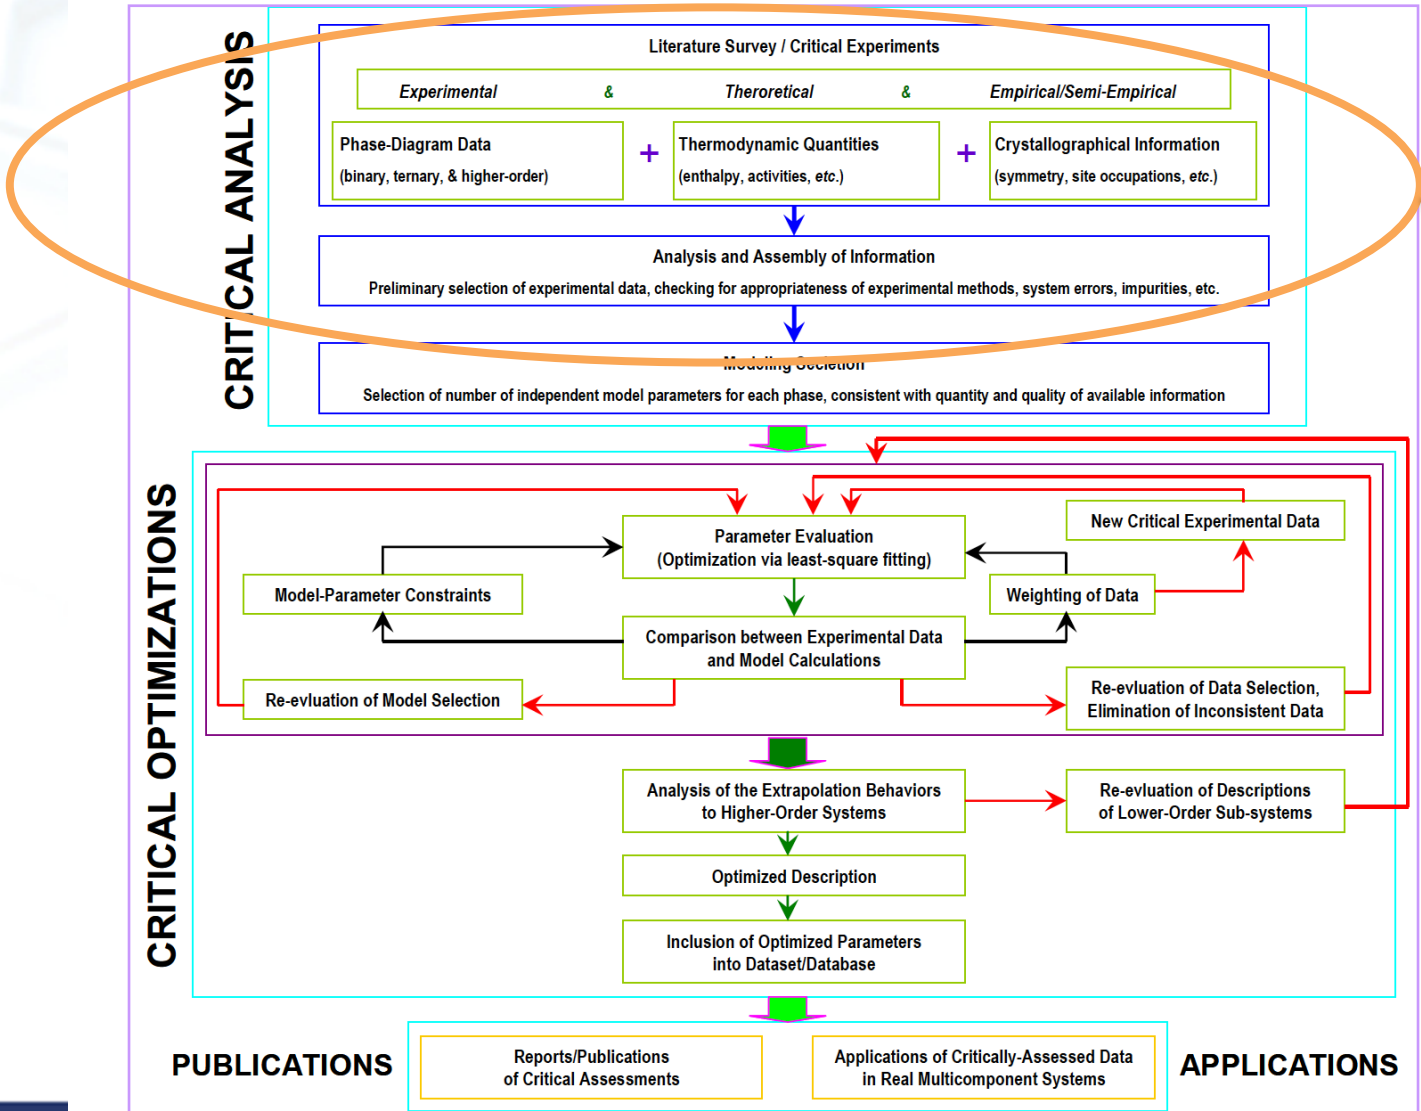 CRITICAL ANALYSIS
Literature Survey / Critical Experiments
Experimental & Theroretical & Empirical/Semi-Empirical
Phase-Diagram Data
(binary, ternary, & higher-order)
+
Thermodynamic Quantities
(enthalpy, activities, etc.)
+
Crystallographical Information
(symmetry, site occupations, etc.)
Analysis and Assembly of Information
Preliminary selection of experimental data, checking for appropriateness of experimental methods, system errors, impurities, etc.
Modeling Secletion
Selection of number of independent model parameters for each phase, consistent with quantity and quality of available information
CRITICAL OPTIMIZATIONS
New Critical Experimental Data
Parameter Evaluation
(Optimization via least-square fitting)
Model-Parameter Constraints
Weighting of Data
Comparison between Experimental Data
and Model Calculations
Re-evluation of Model Selection
Re-evluation of Data Selection,
Elimination of Inconsistent Data
Analysis of the Extrapolation Behaviors
to Higher-Order Systems
Re-evluation of Descriptions
of Lower-Order Sub-systems
Optimized Description
Inclusion of Optimized Parameters
into Dataset/Database
PUBLICATIONS
Reports/Publications
of Critical Assessments
Applications of Critically-Assessed Data
in Real Multicomponent Systems
APPLICATIONS